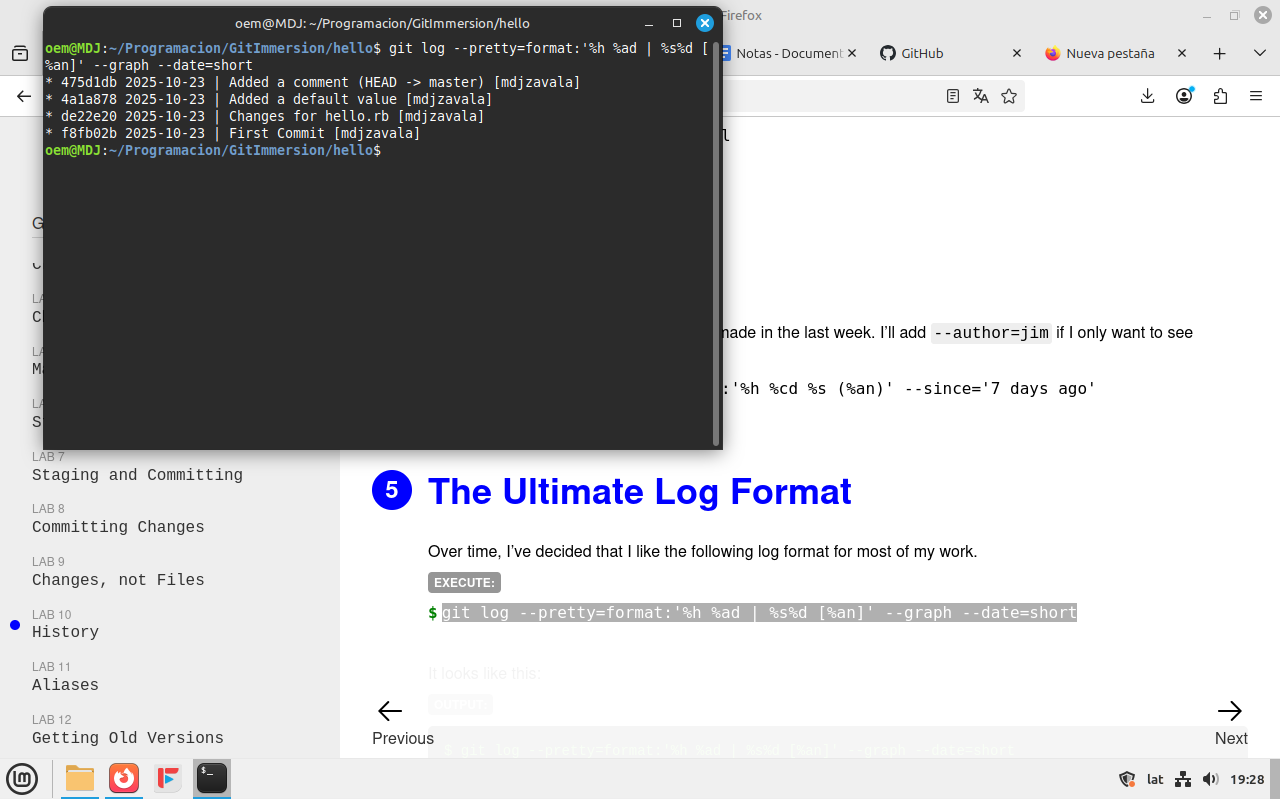 oem@MDJ: ~/Programacion/GitImmersion/hello
oem@MDJ:~/Programacion/GitImmersion/hello$ git log --pretty=format:'%h %ad | %s%d [
%an]' --graph --date=short
* 475d1db 2025-10-23 | Added a comment (HEAD -> master) [mdjzavala]
* 4a1a878 2025-10-23 | Added a default value [mdjzavala]
* de22e20 2025-10-23 | Changes for hello.rb [mdjzavala]
* f8fb02b 2025-10-23 | First Commit [mdjzavala]
oem@MDJ:~/Programacion/GitImmersion/hello$
Firefox
Notas - Document
GitHub
Nueva pestaña
G
LA
LA
LA
LAB 7
Staging and Committing
LAB 8
Committing Changes
LAB 9
Changes, not Files
LAB 10
History
LAB 11
Aliases
LAB 12
Getting Old Versions
made in the last week. I’ll add --author=jim if I only want to see
:'%h %cd %s (%an)' --since='7 days ago'
5 The Ultimate Log Format
Over time, I’ve decided that I like the following log format for most of my work.
EXECUTE:
$ git log --pretty=format:'%h %ad | %s%d [%an]' --graph --date=short
It looks like this:
OUTPUT:
$ git log --pretty=format:'%h %ad | %s%d [%an]' --graph --date=short
Previous
Next
lat
19:28